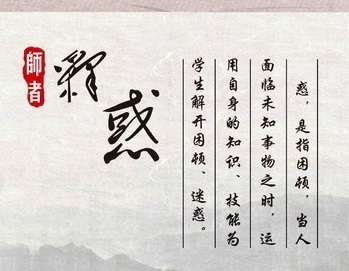 師者
釋惑
惑，是指困顿，当人
面临未知事物之时，运
用自身的知识、技能为
学生解开困顿、迷惑。